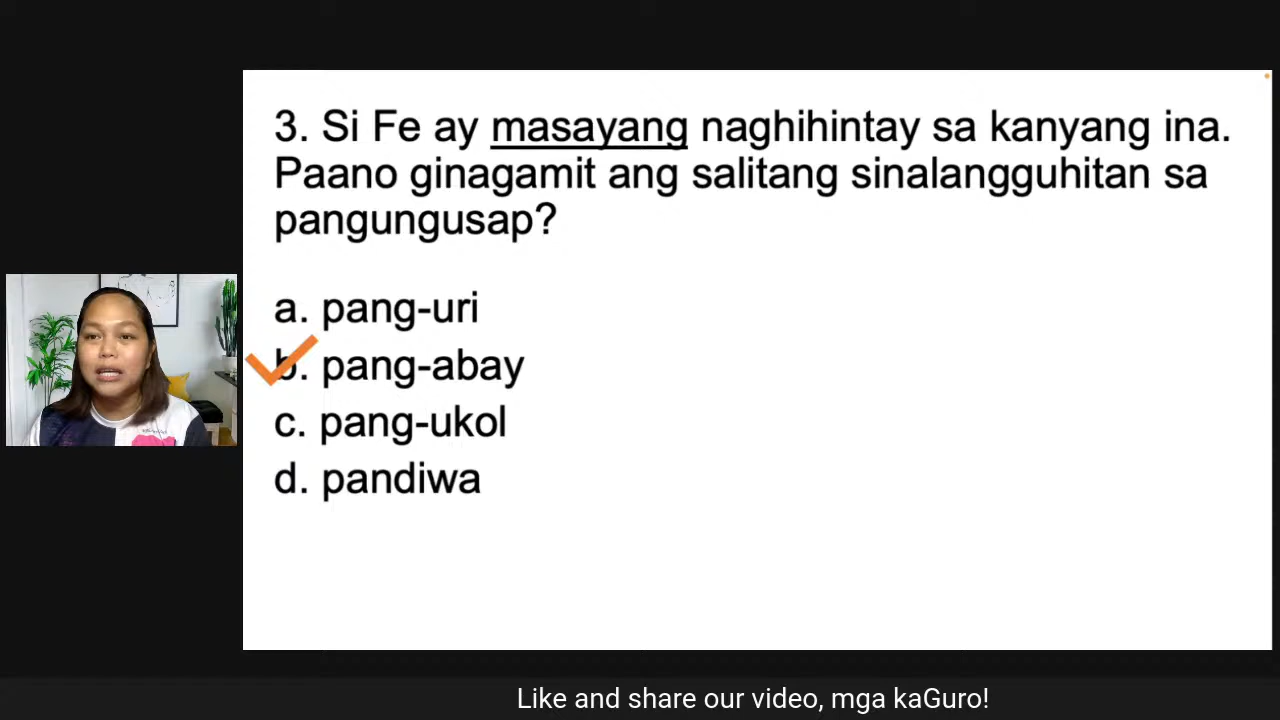 3. Si Fe ay masayang naghihintay sa kanyang ina.
Paano ginagamit ang salitang sinalangguhitan sa
pangungusap?
a. pang-uri
b. pang-abay
c. pang-ukol
d. pandiwa
Like and share our video, mga kaGuro!